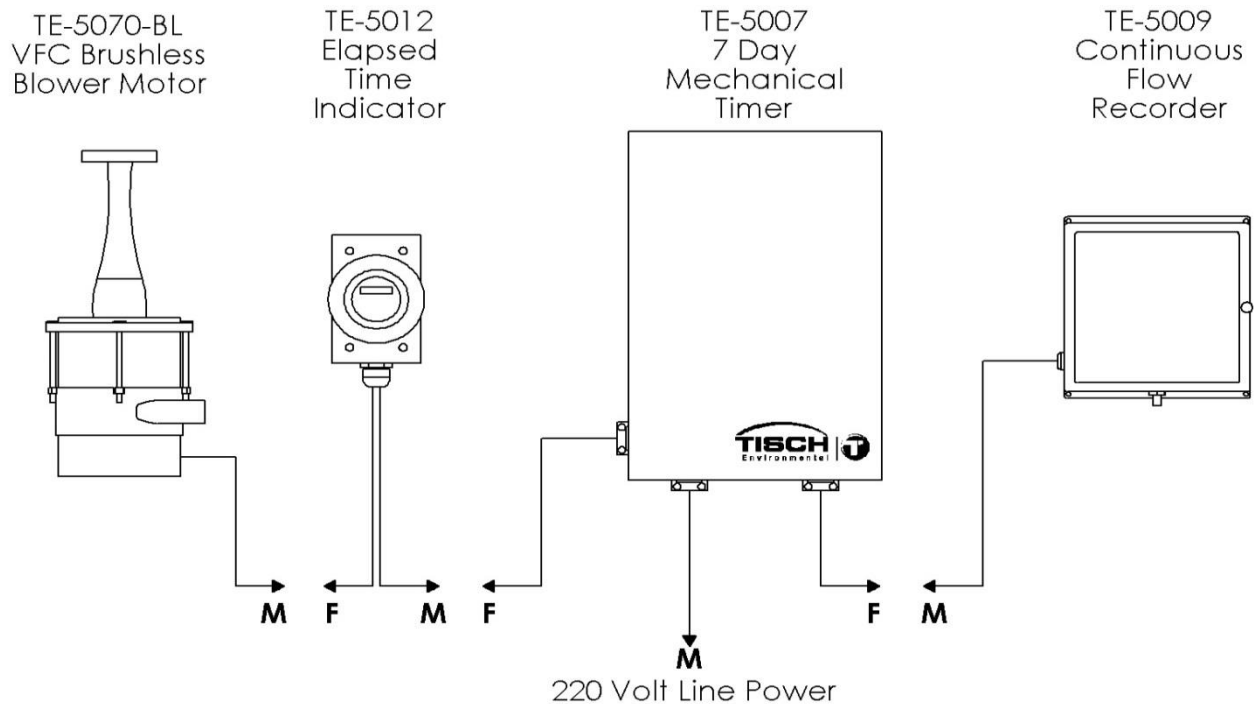 TE-5070-BL
VFC Brushless
Blower Motor
TE-5012
Elapsed
Time
Indicator
TE-5007
7 Day
Mechanical
Timer
TE-5009
Continuous
Flow
Recorder
TISCH
Environmental
T
M
F
M
F
F
M
M
220 Volt Line Power